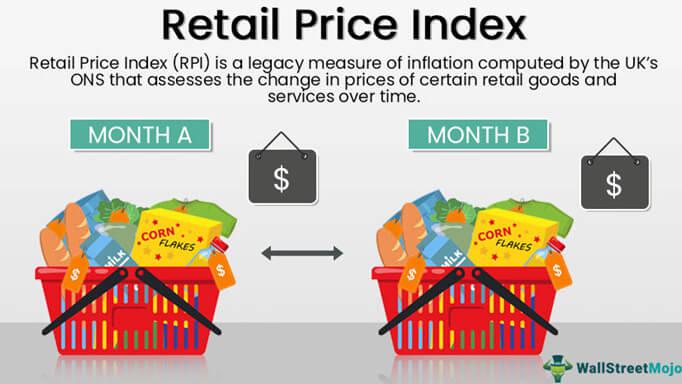 Retail Price Index
Retail Price Index (RPI) is a legacy measure of inflation computed by the UK's
ONS that assesses the change in prices of certain retail goods and
services over time.
MONTH A
MONTH B
$
$
CORN
FLAKES
MILK
$
$
CORN
FLAKES
MILK
$
$
WallStreetMojo